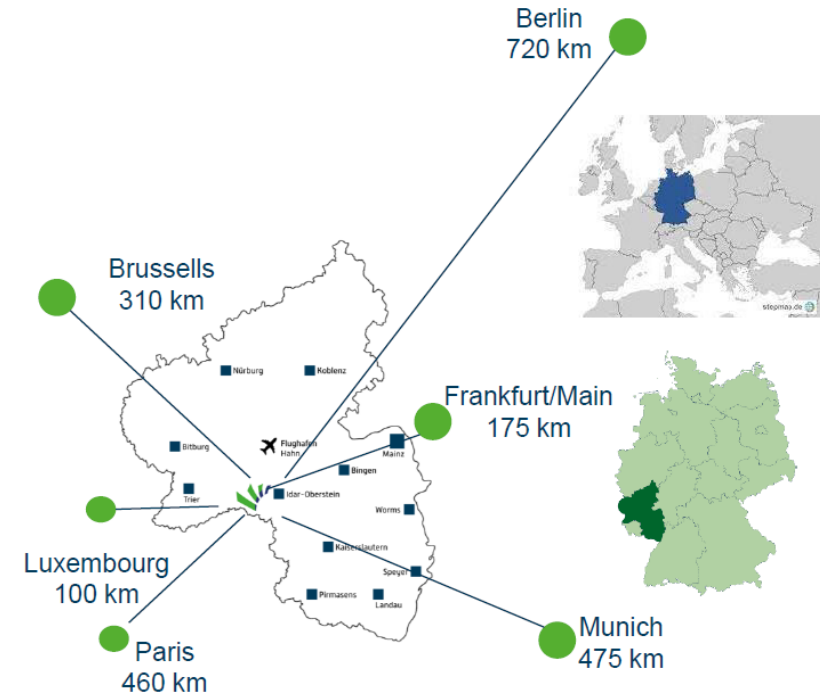 Berlin
720 km
Brussells
310 km
stepmap.de
Nürburg
Koblenz
Frankfurt/Main
175 km
Flughafen
Hahn
Mainz
Bitburg
Bingen
Trier
Idar-Oberstein
Worms
Luxembourg
100 km
Kaiserslautern
Speyer
Pirmasens
Landau
Munich
475 km
Paris
460 km